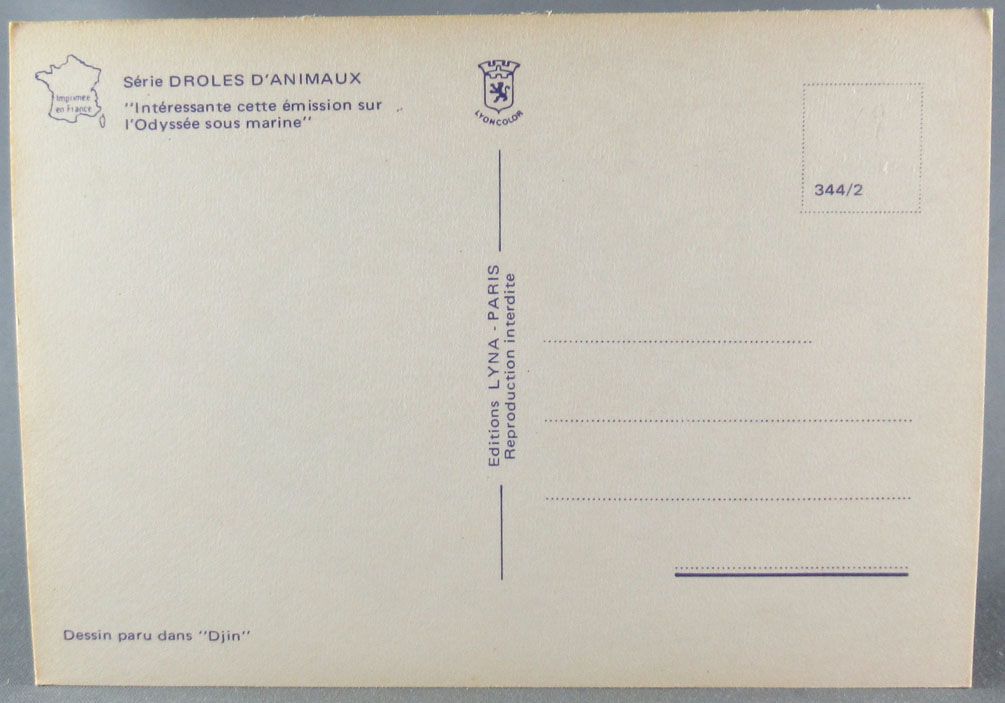 Imprimée
en France
Série DROLES D'ANIMAUX
"Intéressante cette émission sur
l'Odyssée sous marine"
LYONCOLOR
344/2
Editions LYNA - PARIS
Reproduction interdite
Dessin paru dans "Djin"